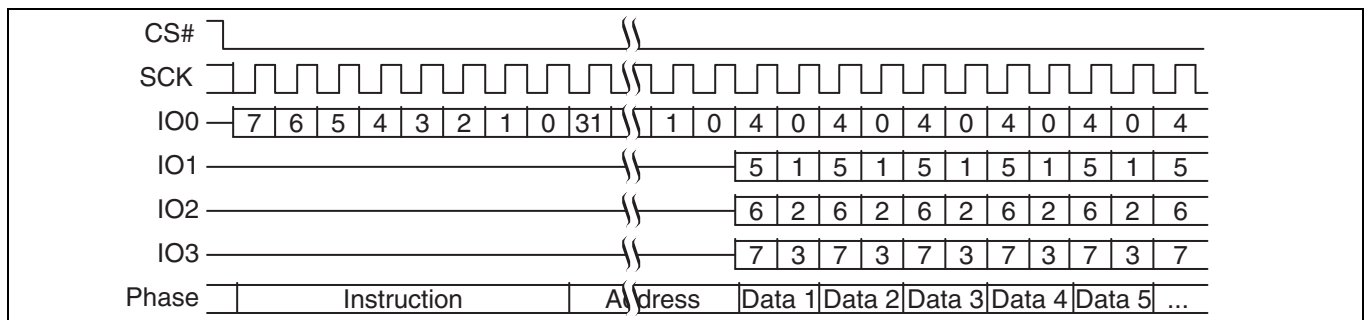 CS#
SCK
IO0 7 6 5 4 3 2 1 0 31 1 0 4 0 4 0 4 0 4 0 4 0 4
IO1 5 1 5 1 5 1 5 1 5 1 5
IO2 6 2 6 2 6 2 6 2 6 2 6
IO3 7 3 7 3 7 3 7 3 7 3 7
Phase Instruction Address Data 1 Data 2 Data 3 Data 4 Data 5 ...